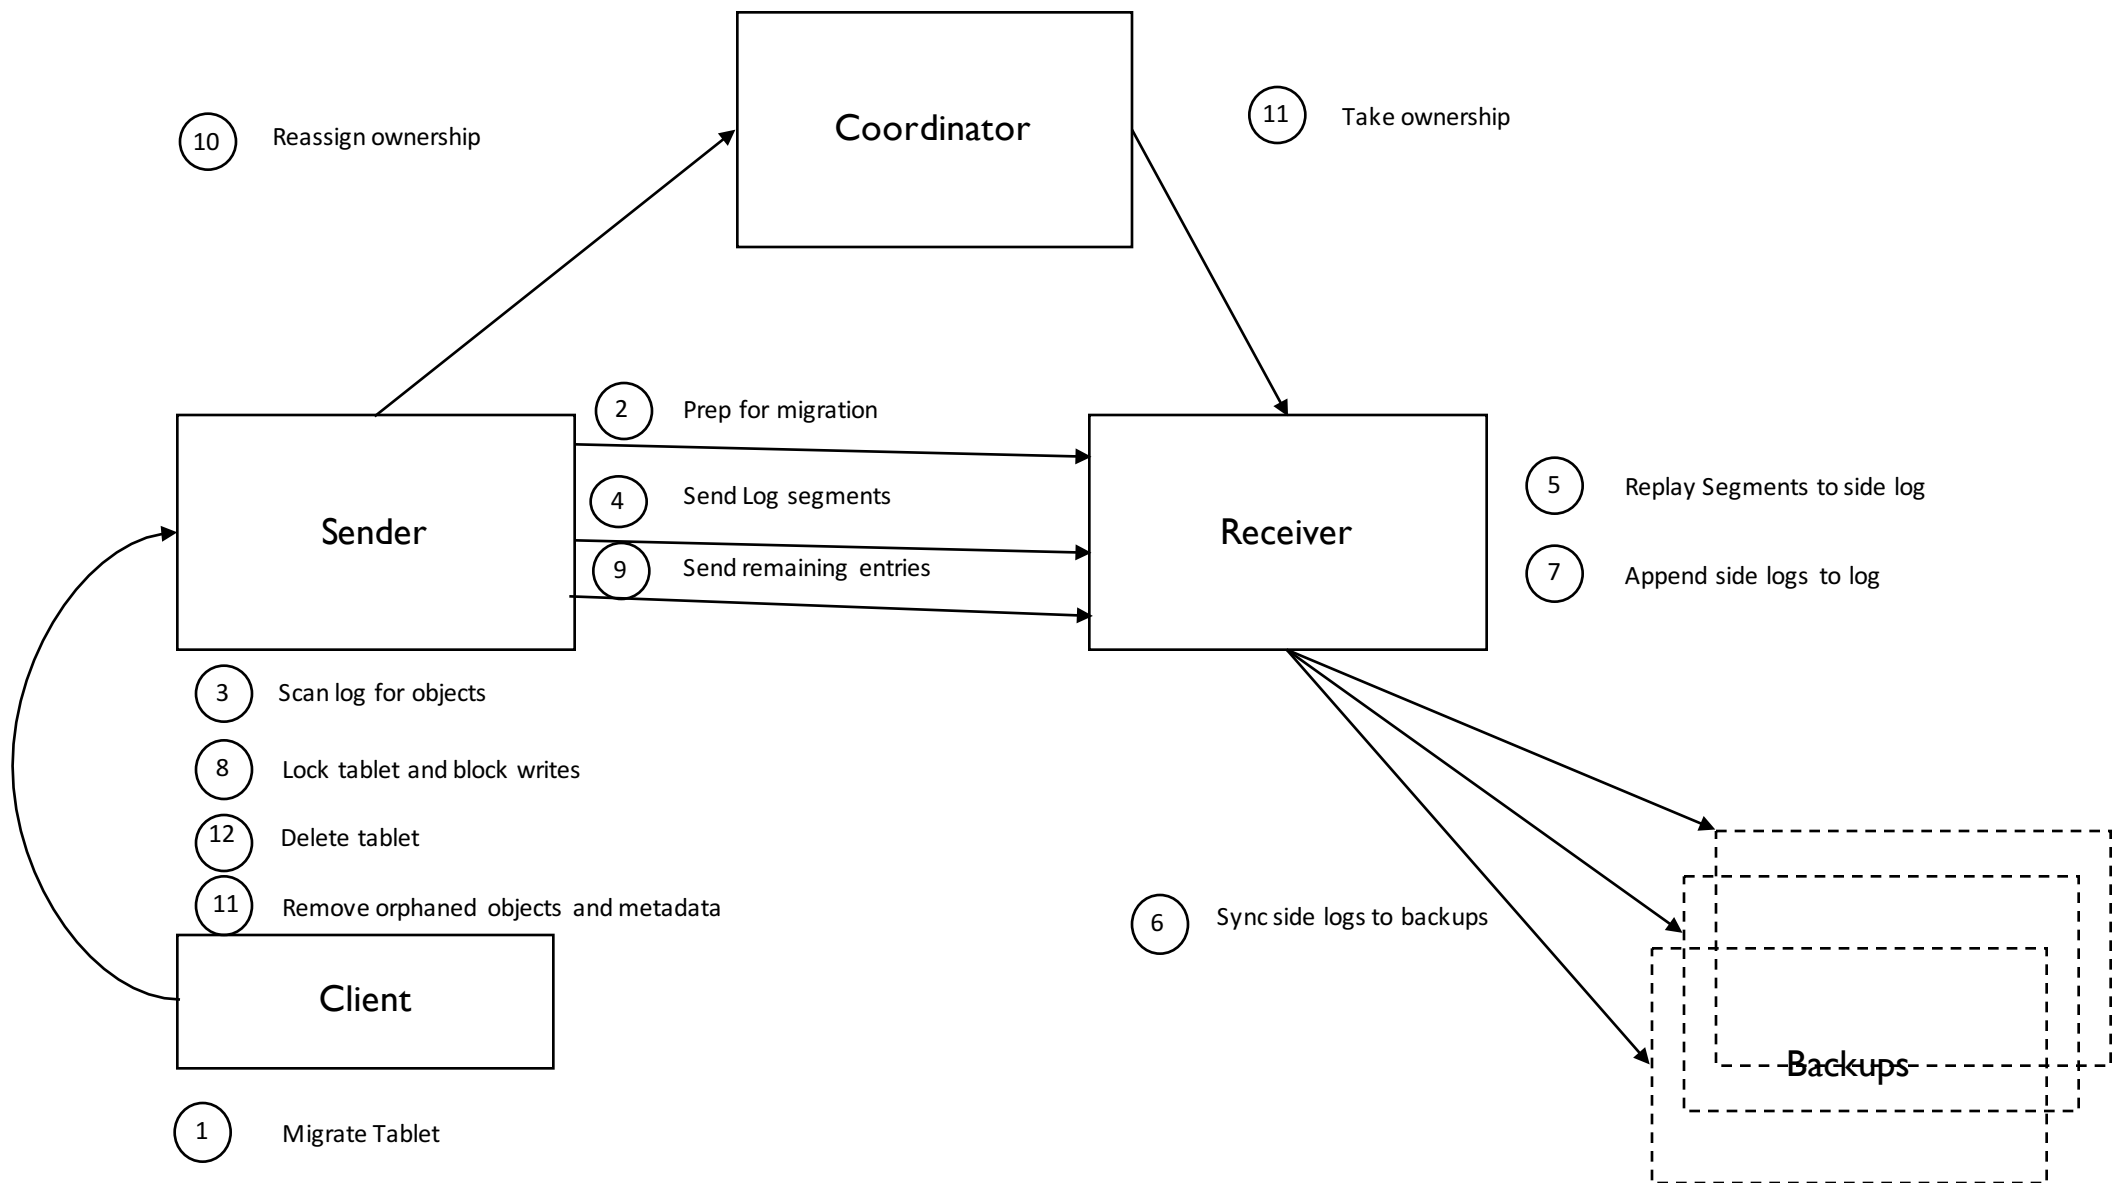 Coordinator
11 Take ownership
10 Reassign ownership
2 Prep for migration
4 Send Log segments
9 Send remaining entries
Sender
Receiver
5 Replay Segments to side log
7 Append side logs to log
3 Scan log for objects
8 Lock tablet and block writes
12 Delete tablet
11 Remove orphaned objects and metadata
6 Sync side logs to backups
Client
Backups
1 Migrate Tablet